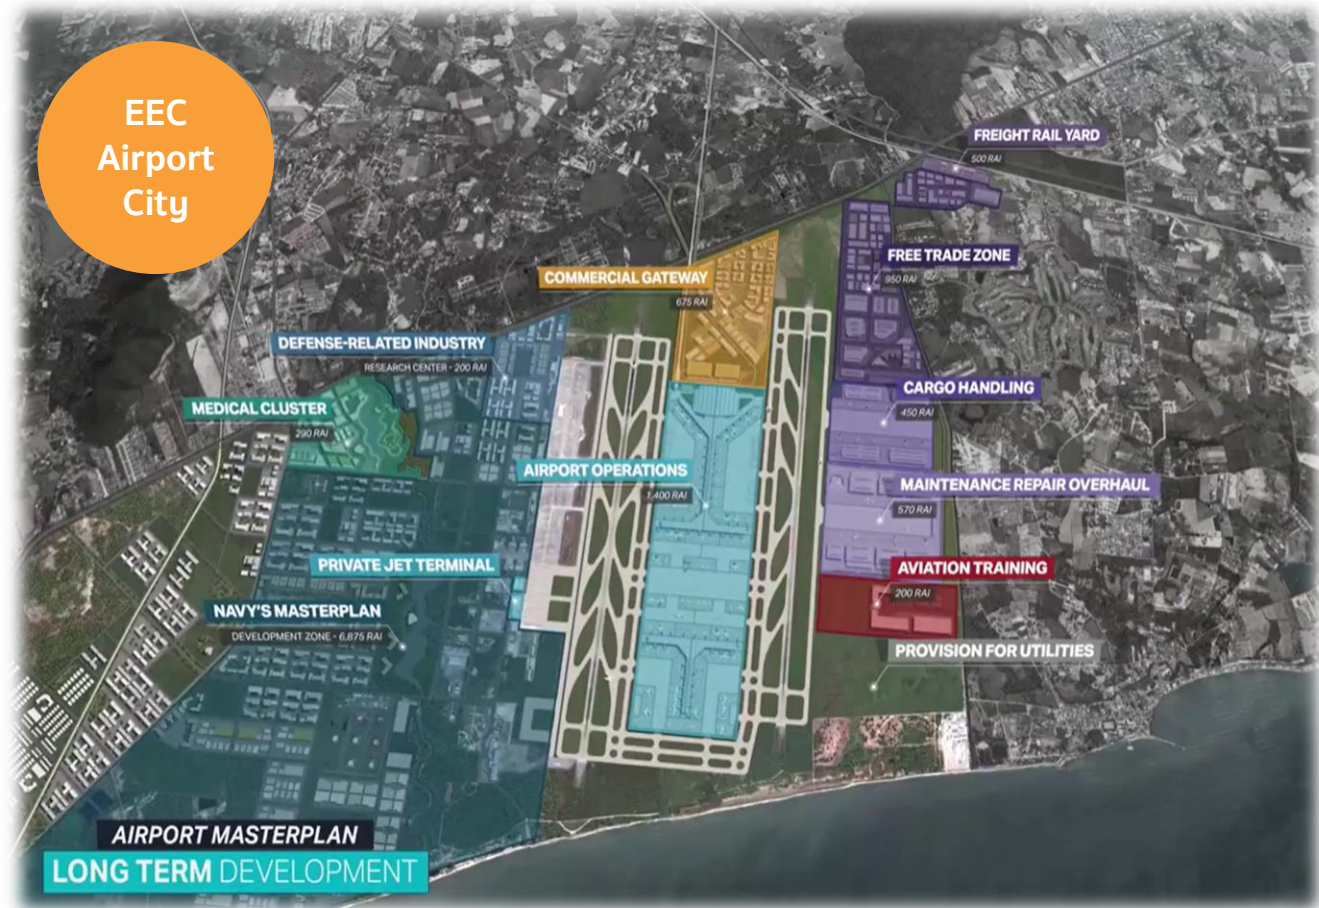 EEC
Airport
City
FREIGHT RAIL YARD
500 RAI
FREE TRADE ZONE
950 RAI
COMMERCIAL GATEWAY
675 RAI
DEFENSE-RELATED INDUSTRY
RESEARCH CENTER - 200 RAI
MEDICAL CLUSTER
290 RAI
CARGO HANDLING
450 RAI
AIRPORT OPERATIONS
1,400 RAI
MAINTENANCE REPAIR OVERHAUL
570 RAI
PRIVATE JET TERMINAL
AVIATION TRAINING
200 RAI
NAVY'S MASTERPLAN
DEVELOPMENT ZONE - 6,875 RAI
PROVISION FOR UTILITIES
AIRPORT MASTERPLAN
LONG TERM DEVELOPMENT